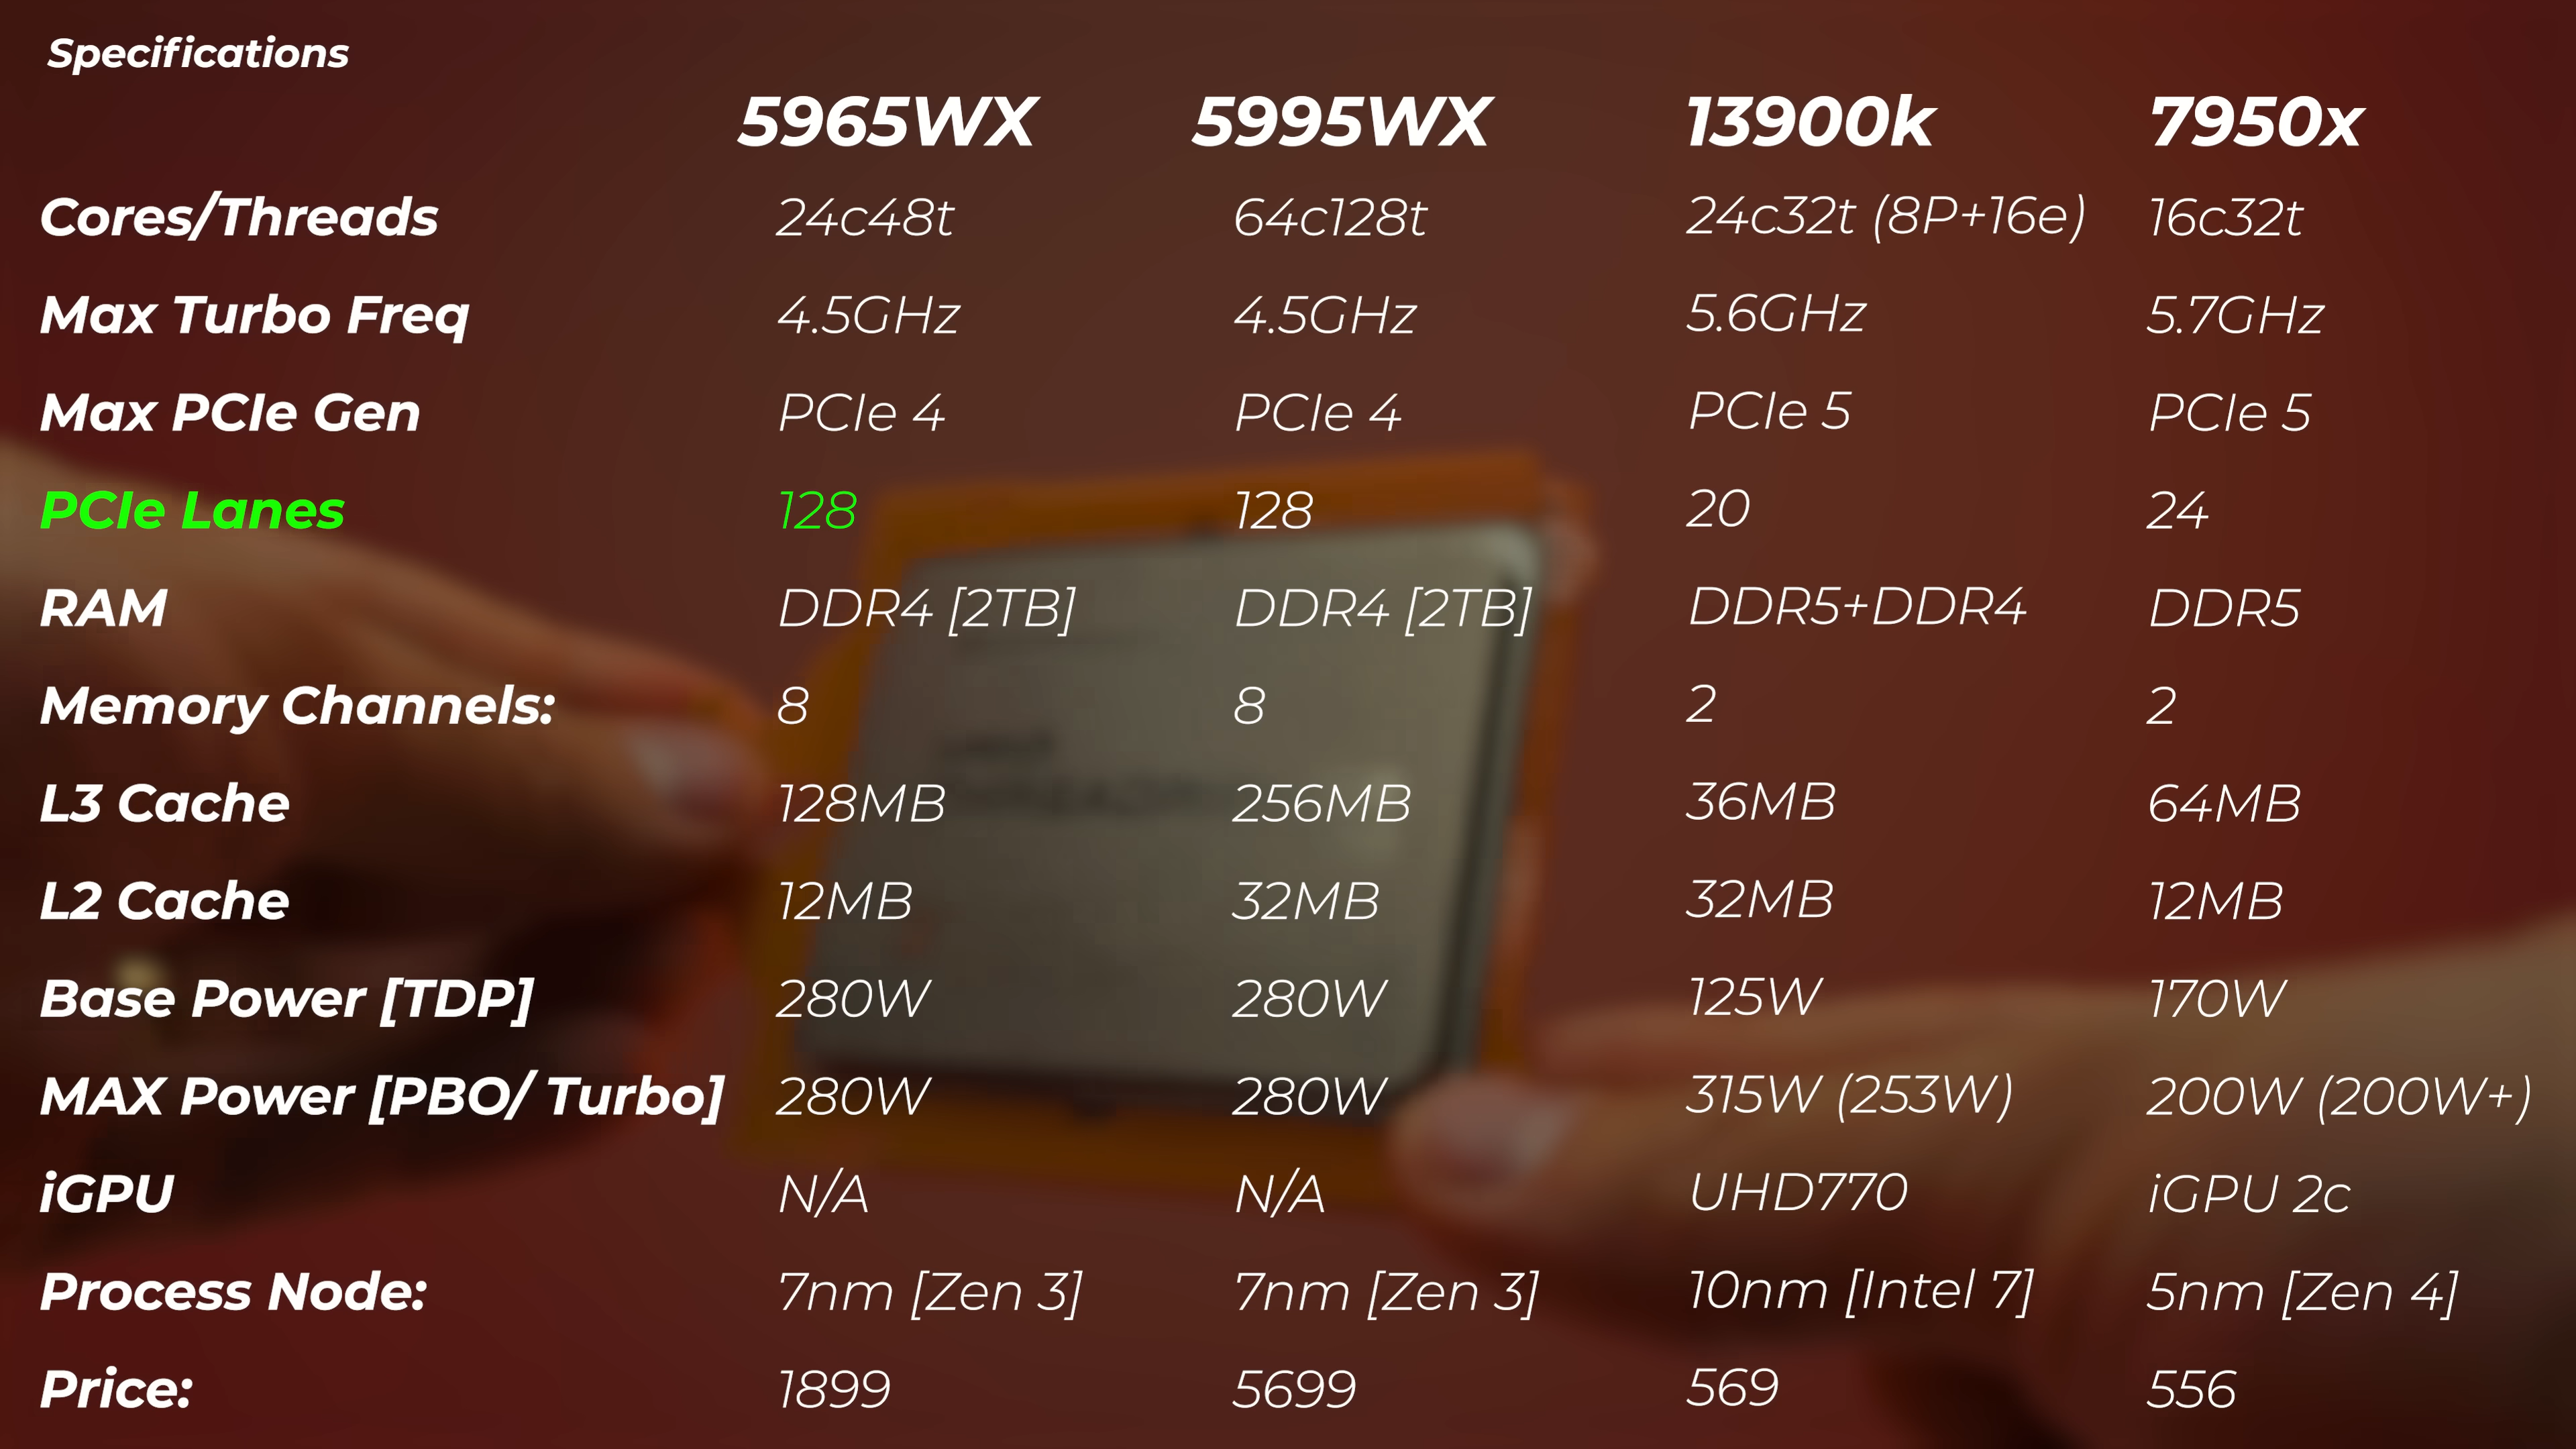 Specifications
5965WX 5995WX 13900k 7950x
Cores/Threads 24c48t 64c128t 24c32t (8P+16e) 16c32t
Max Turbo Freq 4.5GHz 4.5GHz 5.6GHz 5.7GHz
Max PCIe Gen PCIe 4 PCIe 4 PCIe 5 PCIe 5
PCIe Lanes 128 128 20 24
RAM DDR4 [2TB] DDR4 [2TB] DDR5+DDR4 DDR5
Memory Channels: 8 8 2 2
L3 Cache 128MB 256MB 36MB 64MB
L2 Cache 12MB 32MB 32MB 12MB
Base Power [TDP] 280W 280W 125W 170W
MAX Power [PBO/ Turbo] 280W 280W 315W (253W) 200W (200W+)
iGPU N/A N/A UHD770 iGPU 2c
Process Node: 7nm [Zen 3] 7nm [Zen 3] 10nm [Intel 7] 5nm [Zen 4]
Price: 1899 5699 569 556